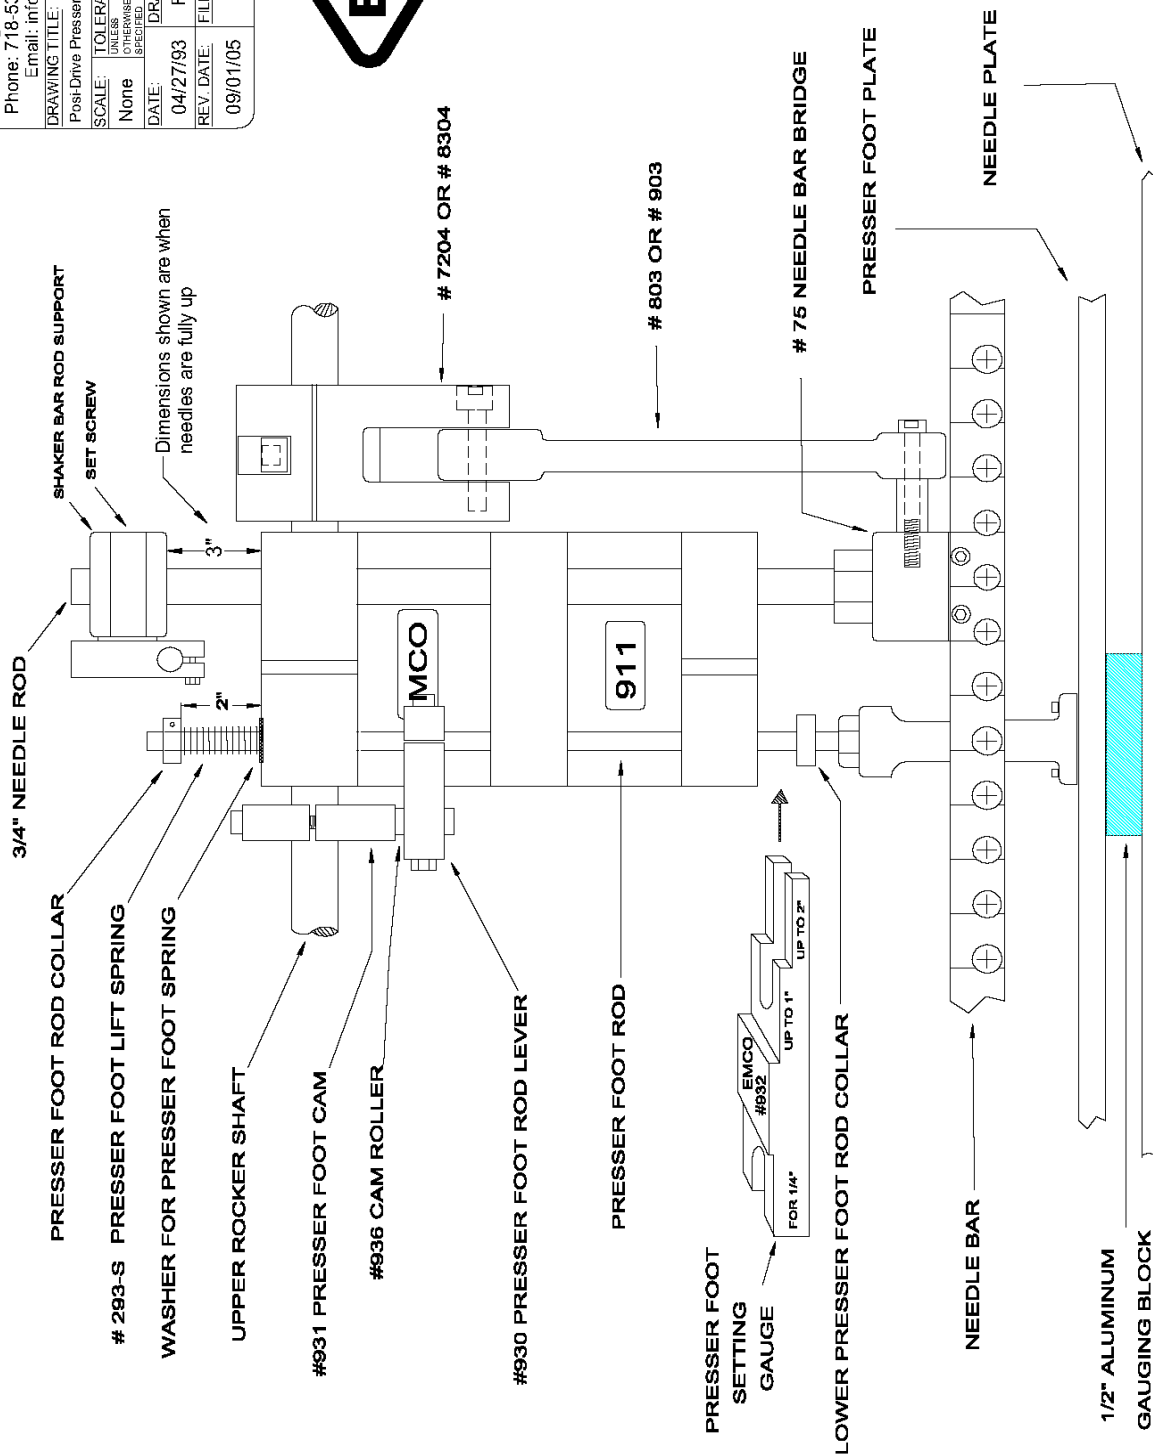 Phone: 718-53
Email: info
DRAWING TITLE:
Posi-Drive Presser
SCALE:
None
TOLERA
UNLESS
OTHERWISE
SPECIFIED
DATE:
04/27/93
DRA
REV. DATE:
09/01/05
FIL
3/4" NEEDLE ROD
SHAKER BAR ROD SUPPORT
SET SCREW
Dimensions shown are when
needles are fully up
3"
2"
PRESSER FOOT ROD COLLAR
# 293-S PRESSER FOOT LIFT SPRING
WASHER FOR PRESSER FOOT SPRING
UPPER ROCKER SHAFT
#931 PRESSER FOOT CAM
#936 CAM ROLLER
#930 PRESSER FOOT ROD LEVER
MCO
911
# 7204 OR # 8304
# 803 OR # 903
# 75 NEEDLE BAR BRIDGE
PRESSER FOOT PLATE
NEEDLE PLATE
PRESSER FOOT ROD
PRESSER FOOT
SETTING
GAUGE
FOR 1/4"
EMCO
#932
UP TO 1"
UP TO 2"
LOWER PRESSER FOOT ROD COLLAR
NEEDLE BAR
1/2" ALUMINUM
GAUGING BLOCK